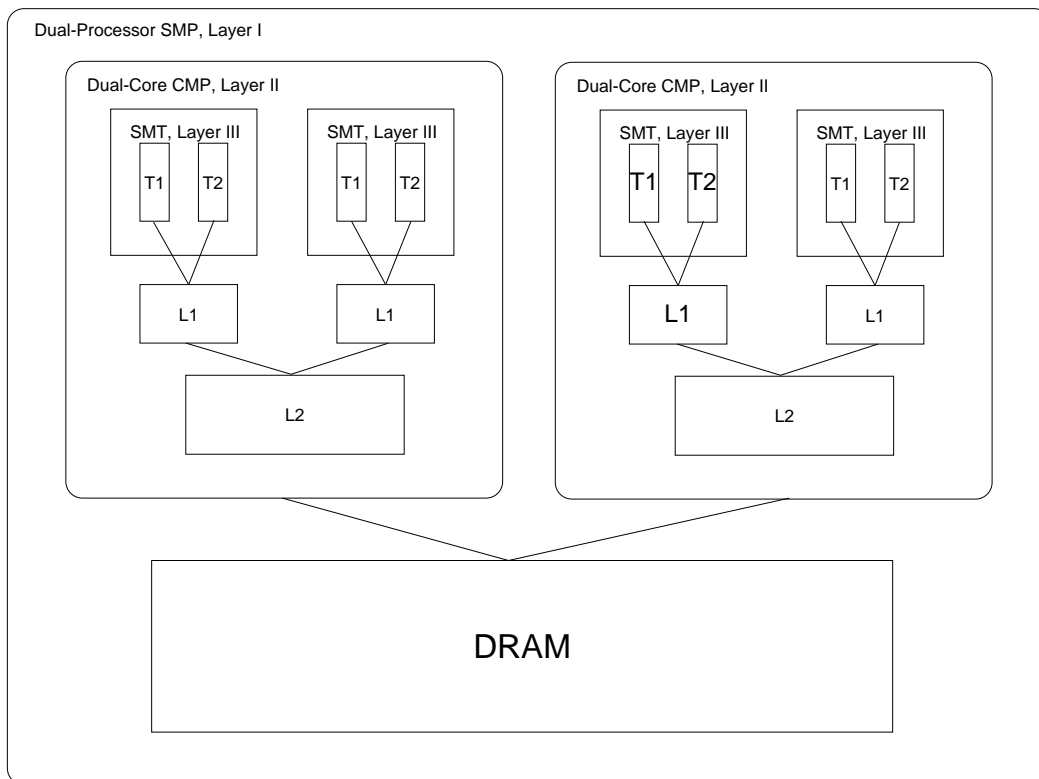 Dual-Processor SMP, Layer I
Dual-Core CMP, Layer II
SMT, Layer III
T1
T2
L1
SMT, Layer III
T1
T2
L1
L2
Dual-Core CMP, Layer II
SMT, Layer III
T1
T2
L1
SMT, Layer III
T1
T2
L1
L2
DRAM